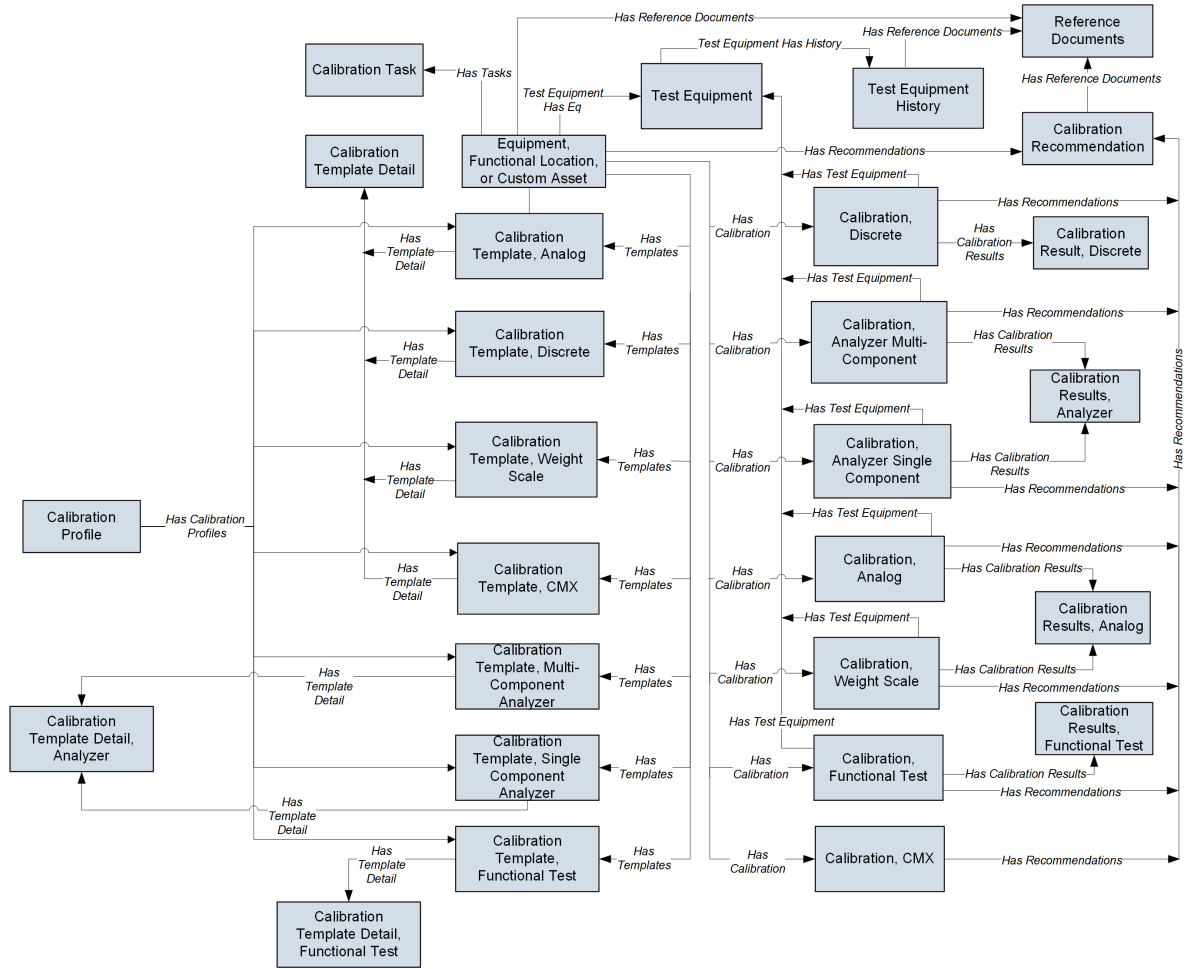 Has Reference Documents
Reference
Documents
Has Reference Documents
Test Equipment Has History
Calibration Task
Has Tasks
Test Equipment
Has Eq
Test Equipment
Test Equipment
History
Has Reference Documents
Calibration
Recommendation
Calibration
Template Detail
Equipment,
Functional Location,
or Custom Asset
Has Recommendations
Has Test Equipment
Calibration,
Discrete
Has Recommendations
Has
Calibration
Results
Calibration
Result, Discrete
Has
Template
Detail
Calibration
Template, Analog
Has
Templates
Has
Calibration
Has Test Equipment
Calibration,
Analyzer Multi-
Component
Has Recommendations
Has Calibration
Results
Has
Template
Detail
Calibration
Template, Discrete
Has
Templates
Has
Calibration
Calibration
Results,
Analyzer
Has Recommendations
Has Test Equipment
Calibration,
Analyzer Single
Component
Has Calibration
Results
Has Recommendations
Has
Template
Detail
Calibration
Template, Weight
Scale
Has
Templates
Has
Calibration
Calibration
Profile
Has Calibration
Profiles
Has Test Equipment
Calibration,
Analog
Has Recommendations
Has Calibration Results
Has
Template
Detail
Calibration
Template, CMX
Has
Templates
Has
Calibration
Calibration
Results, Analog
Has Test Equipment
Calibration,
Weight Scale
Has Calibration Results
Has Recommendations
Has
Template
Detail
Calibration
Template, Multi-
Component
Analyzer
Has
Templates
Has
Calibration
Calibration
Template Detail,
Analyzer
Has Test Equipment
Calibration
Results,
Functional Test
Calibration
Template, Single
Component
Analyzer
Has
Templates
Has
Calibration
Calibration,
Functional Test
Has Calibration Results
Has Recommendations
Has
Template
Detail
Has
Template
Detail
Calibration
Template,
Functional Test
Has
Templates
Has
Calibration
Calibration, CMX
Has Recommendations
Calibration
Template Detail,
Functional Test